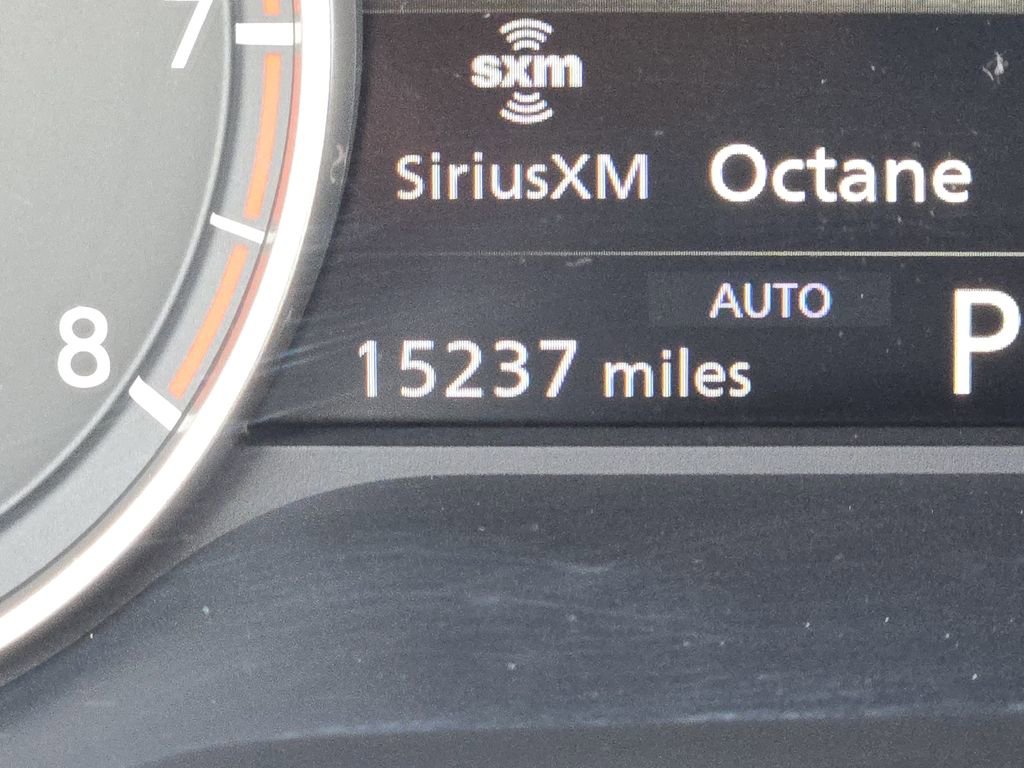 7
sxm
SiriusXM Octane
AUTO
8
15237 miles P